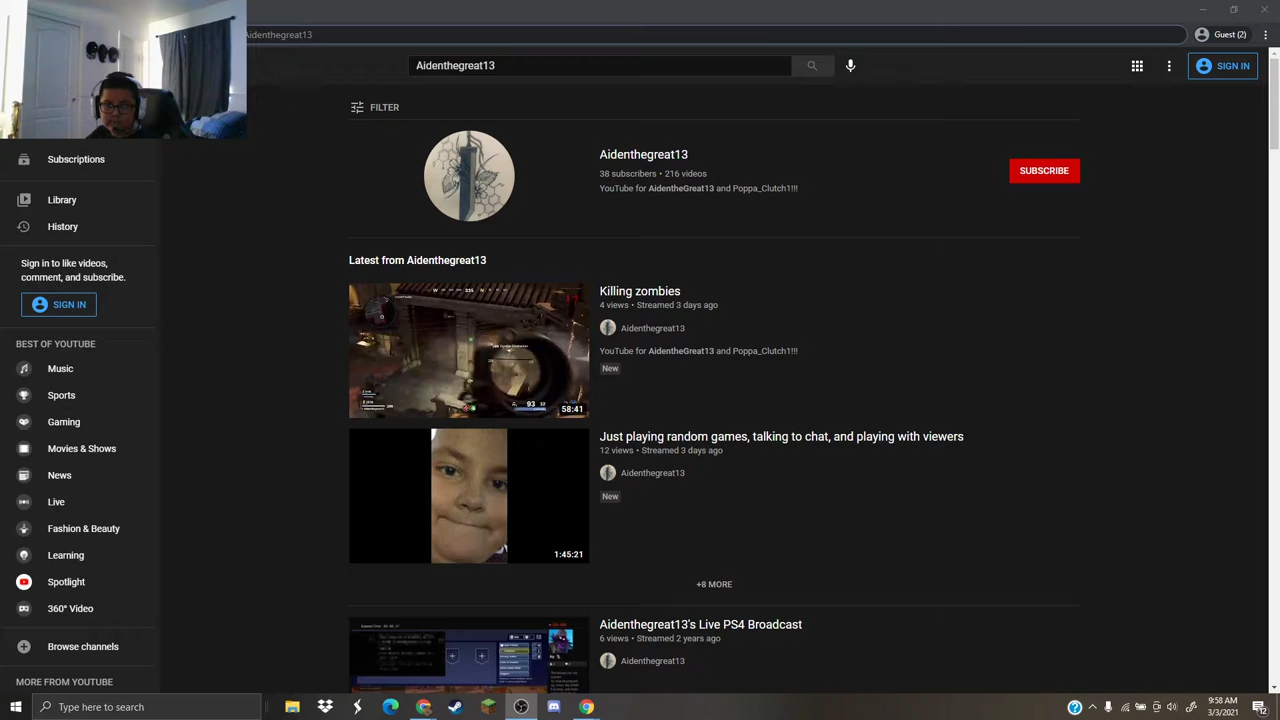 Aidenthegreat13
Guest (2)
Aidenthegreat13
SIGN IN
FILTER
Subscriptions
Library
History
Sign in to like videos,
comment, and subscribe.
SIGN IN
BEST OF YOUTUBE
Music
Sports
Gaming
Movies & Shows
News
Live
Fashion & Beauty
Learning
Spotlight
360° Video
Browse channels
MORE FROM YOUTUBE
Aidenthegreat13
38 subscribers • 216 videos
YouTube for AidentheGreat13 and Poppa_Clutch1!!!
SUBSCRIBE
Latest from Aidenthegreat13
Killing zombies
4 views • Streamed 3 days ago
Aidenthegreat13
YouTube for AidentheGreat13 and Poppa_Clutch1!!!
New
93 32
58:41
Just playing random games, talking to chat, and playing with viewers
12 views • Streamed 3 days ago
Aidenthegreat13
New
1:45:21
+8 MORE
Aidenthegreat13's Live PS4 Broadcast
6 views • Streamed 2 years ago
Aidenthegreat13
Type here to search
9:58 AM
3/3/2021